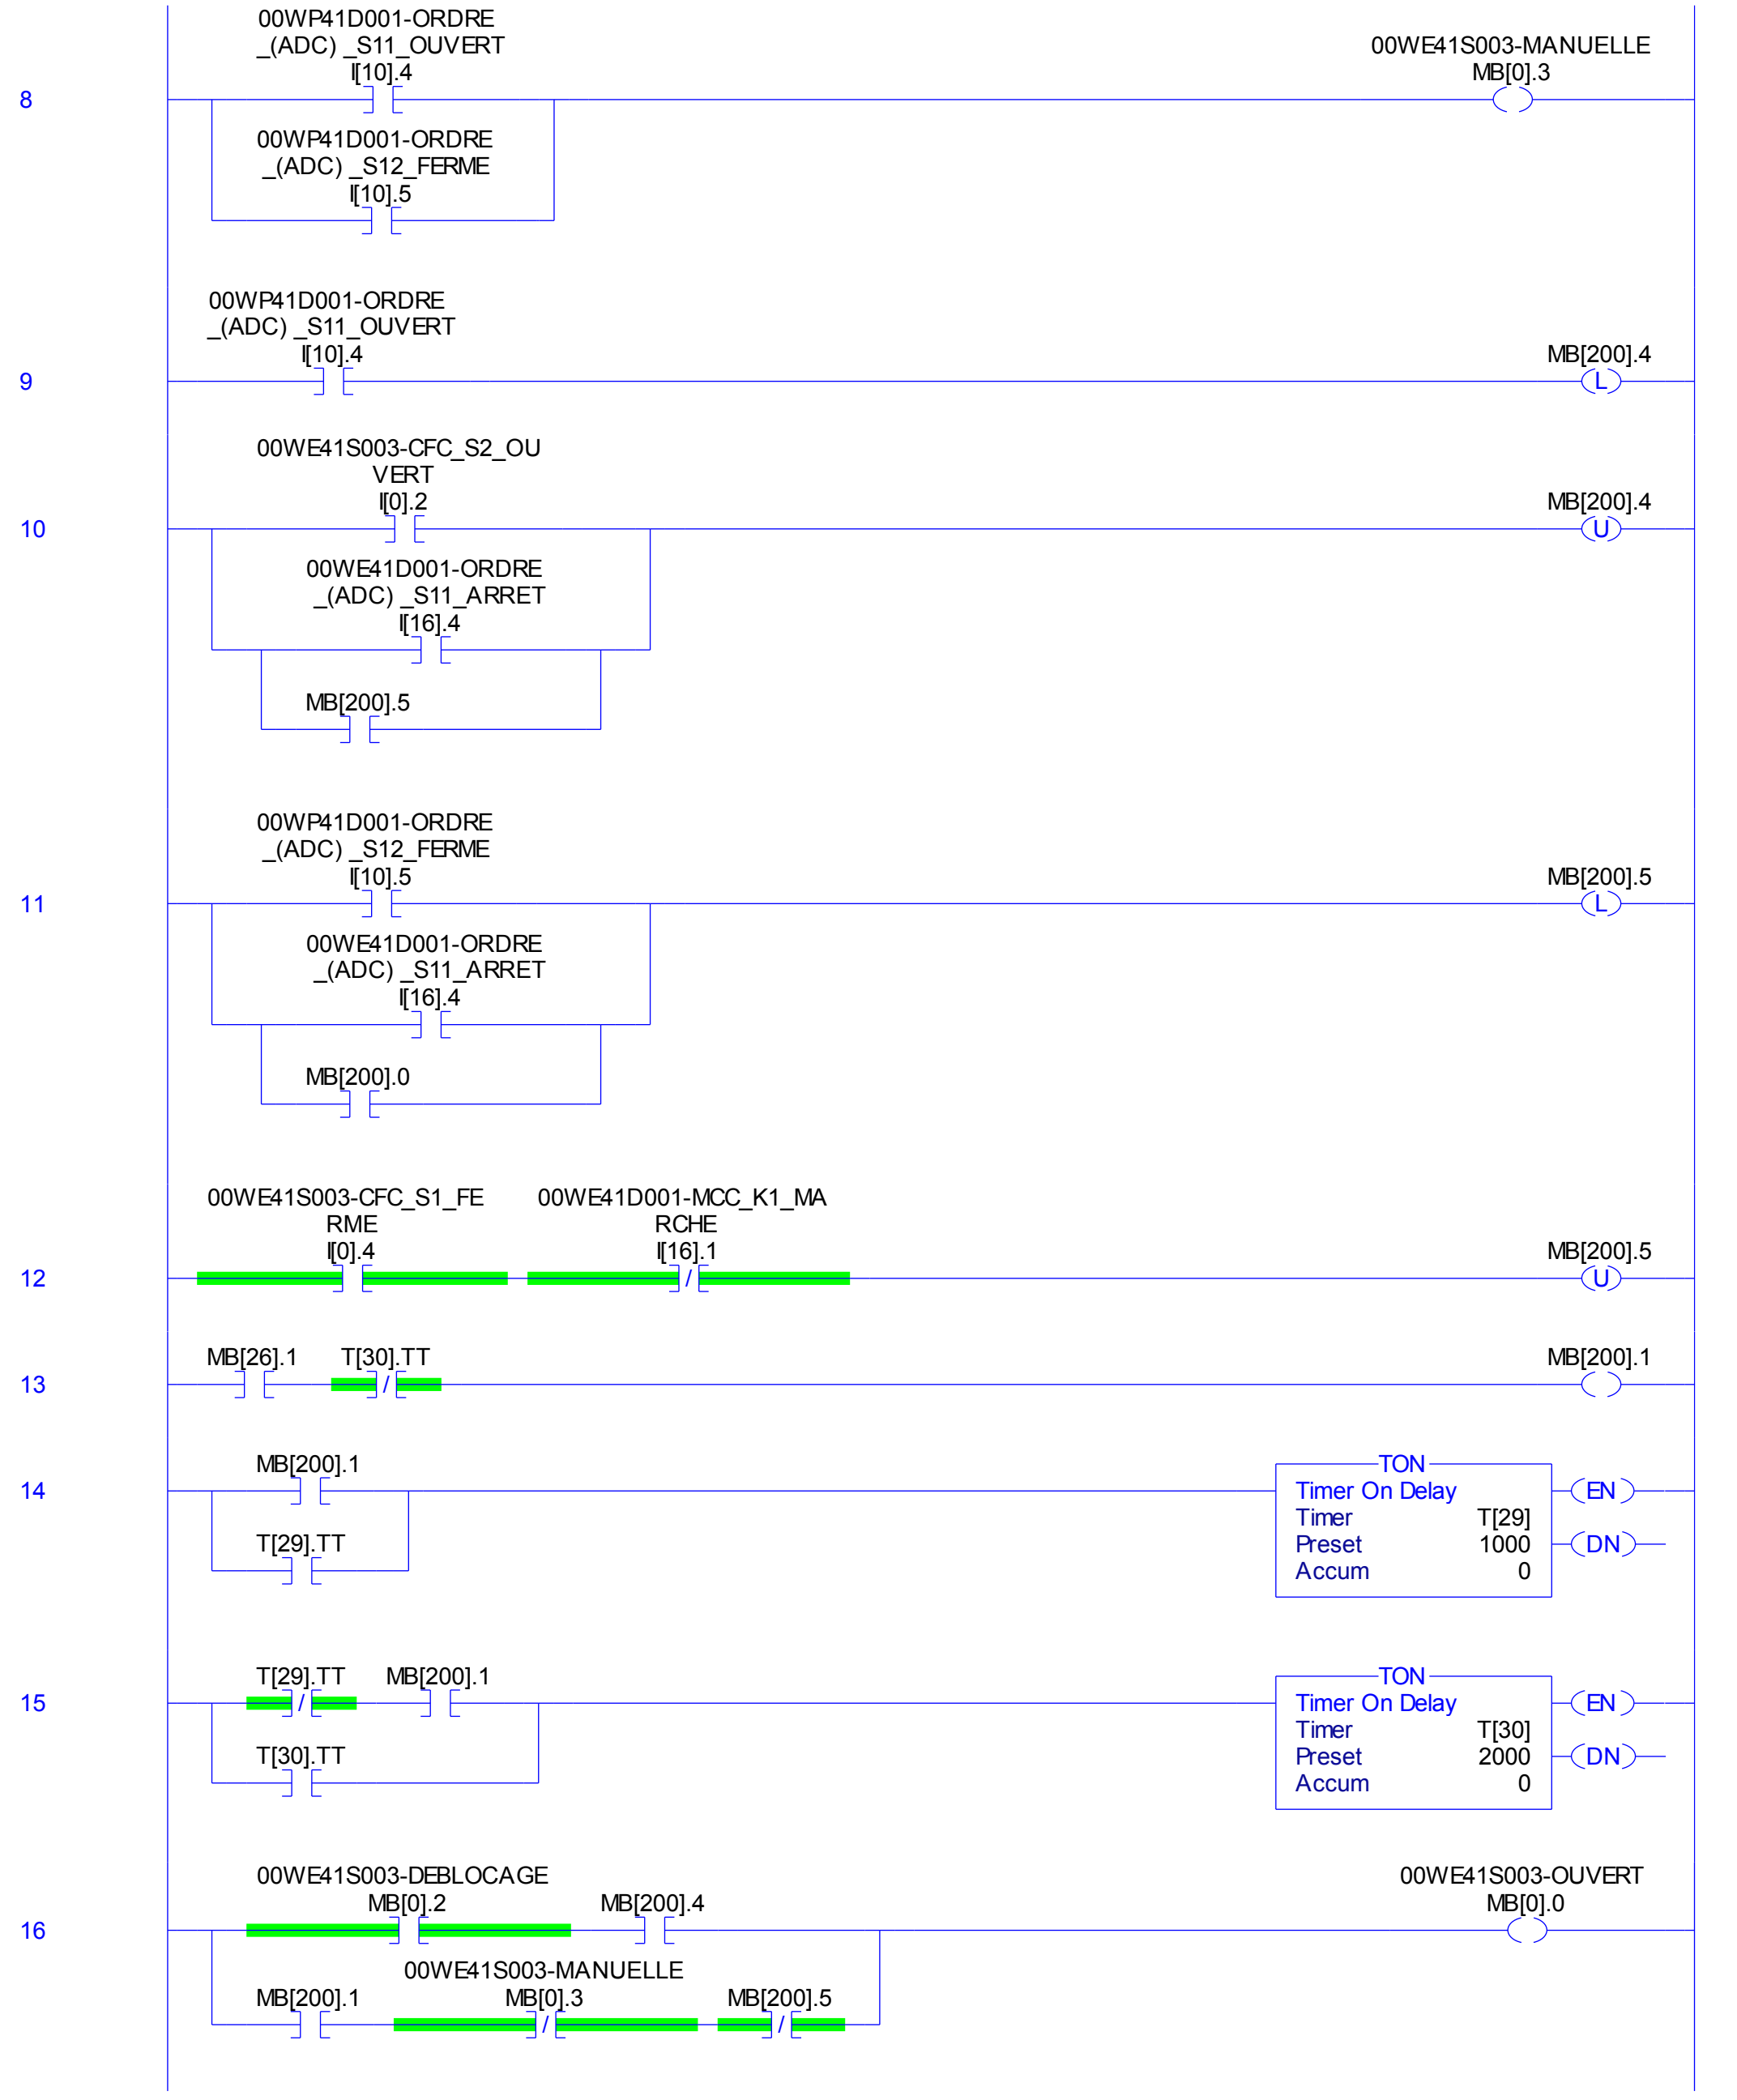 00WP41D001-ORDRE
_(ADC) _S11_OUVERT
I[10].4
00WE41S003-MANUELLE
MB[0].3
8
00WP41D001-ORDRE
_(ADC) _S12_FERME
I[10].5
00WP41D001-ORDRE
_(ADC) _S11_OUVERT
I[10].4
MB[200].4
9
L
00WE41S003-CFC_S2_OU
VERT
I[0].2
MB[200].4
10
U
00WE41D001-ORDRE
_(ADC) _S11_ARRET
I[16].4
MB[200].5
00WP41D001-ORDRE
_(ADC) _S12_FERME
I[10].5
MB[200].5
11
L
00WE41D001-ORDRE
_(ADC) _S11_ARRET
I[16].4
MB[200].0
00WE41S003-CFC_S1_FE
RME
I[0].4
00WE41D001-MCC_K1_MA
RCHE
I[16].1
MB[200].5
12
/
U
MB[26].1
T[30].TT
MB[200].1
13
/
MB[200].1
14
T[29].TT
TON
Timer On Delay
Timer T[29]
Preset 1000
Accum 0
EN
DN
T[29].TT
MB[200].1
15
/
T[30].TT
TON
Timer On Delay
Timer T[30]
Preset 2000
Accum 0
EN
DN
00WE41S003-DEBLOCAGE
MB[0].2
MB[200].4
00WE41S003-OUVERT
MB[0].0
16
00WE41S003-MANUELLE
MB[200].1
MB[0].3
MB[200].5
/
/